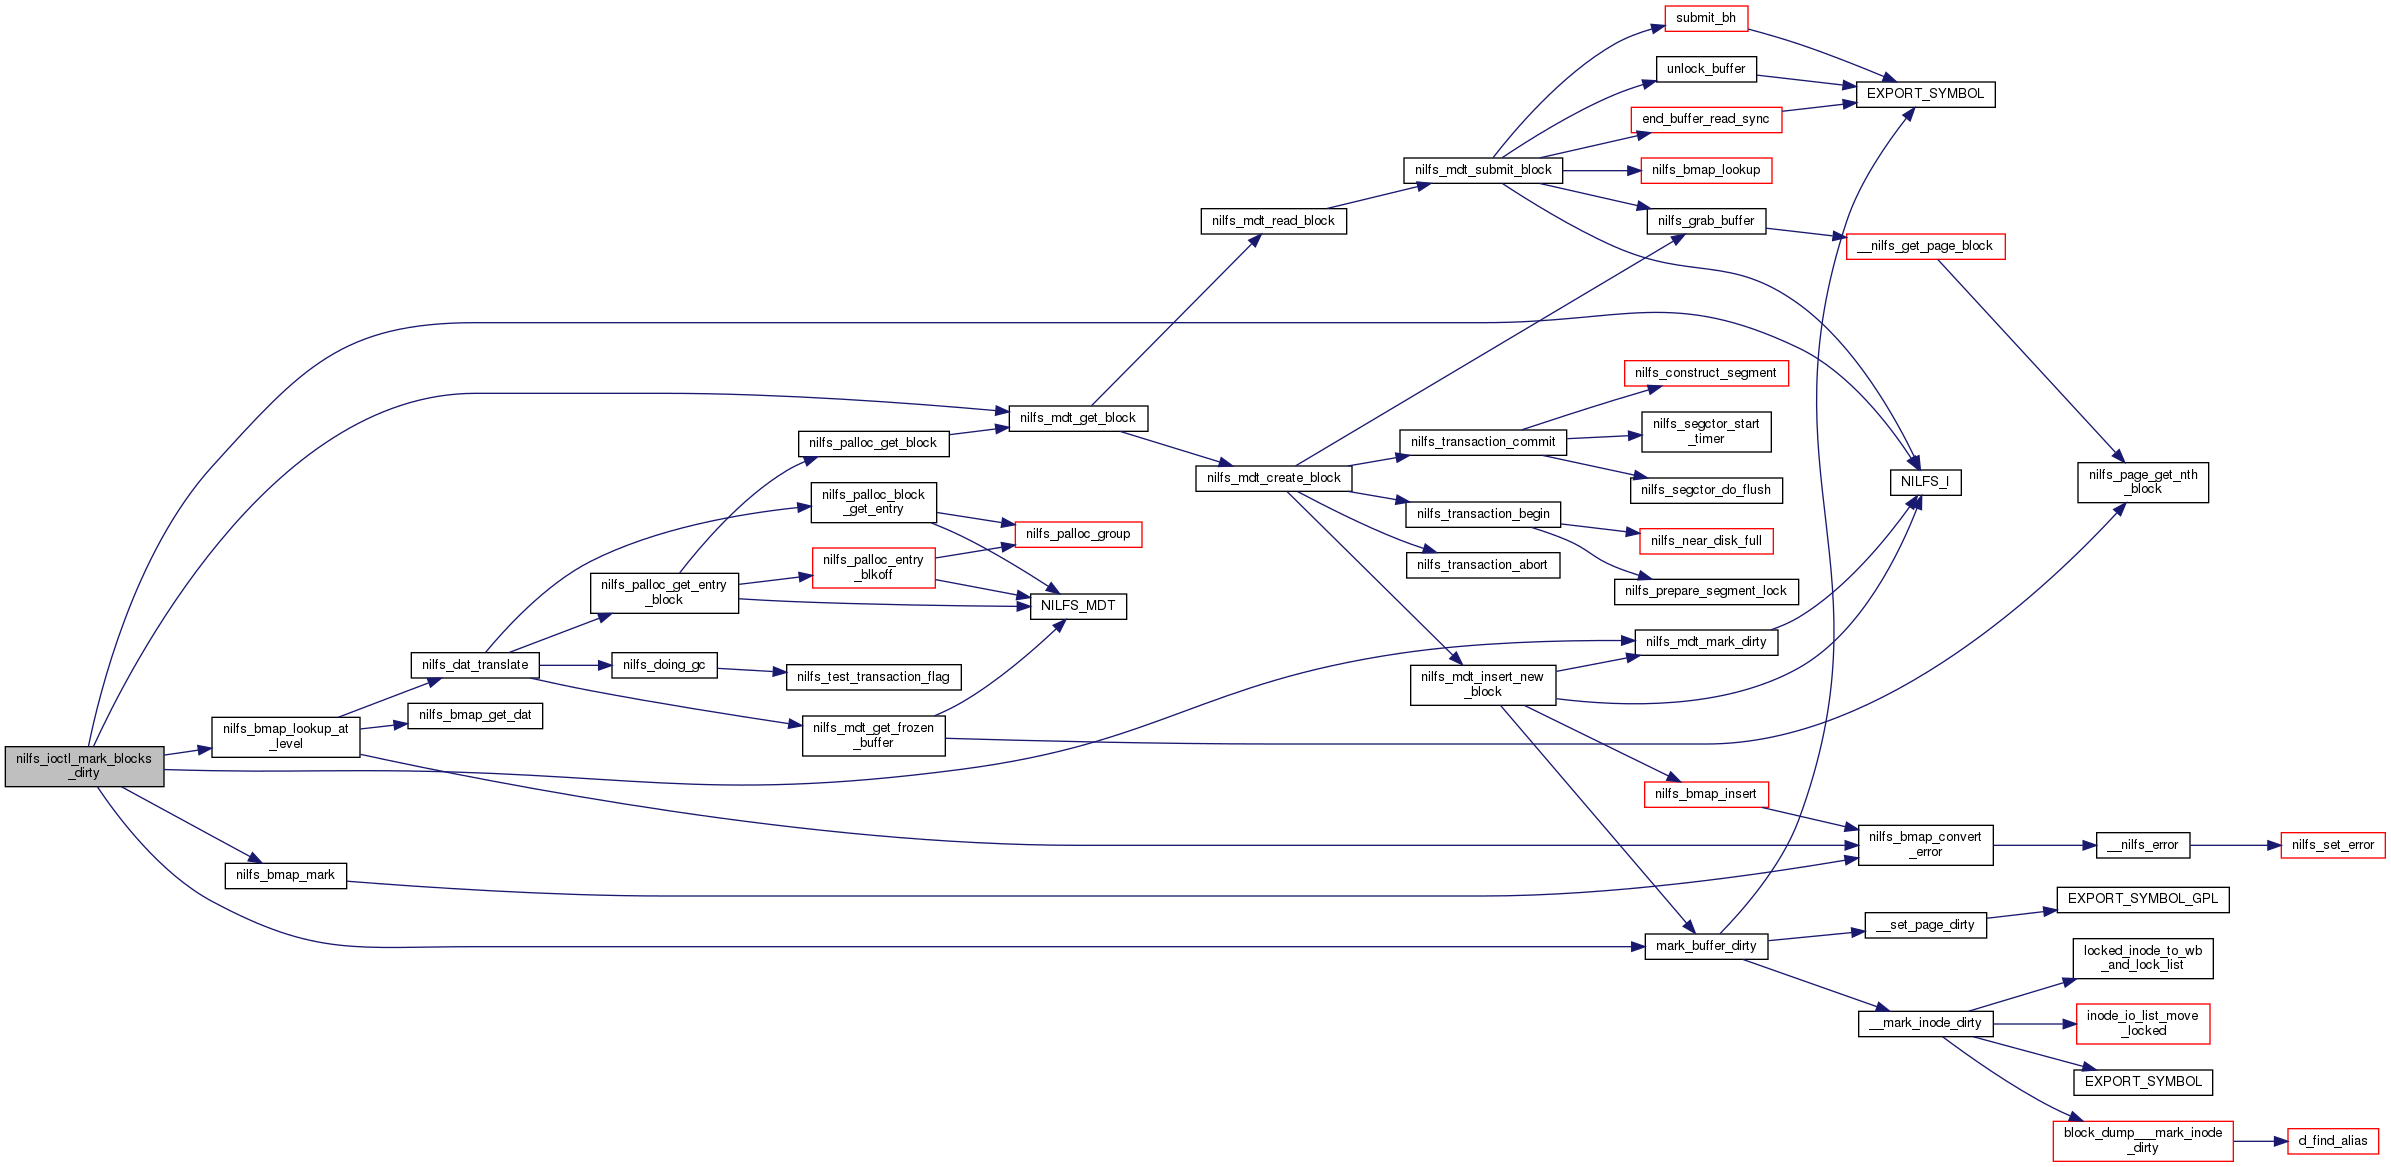 submit_bh
unlock_buffer
EXPORT_SYMBOL
end_buffer_read_sync
nilfs_mdt_submit_block
nilfs_bmap_lookup
nilfs_mdt_read_block
nilfs_grab_buffer
__nilfs_get_page_block
nilfs_construct_segment
nilfs_mdt_get_block
nilfs_segctor_start
_timer
nilfs_palloc_get_block
nilfs_transaction_commit
nilfs_mdt_create_block
NILFS_I
nilfs_page_get_nth
_block
nilfs_segctor_do_flush
nilfs_palloc_block
_get_entry
nilfs_transaction_begin
nilfs_palloc_group
nilfs_near_disk_full
nilfs_palloc_entry
_blkoff
nilfs_transaction_abort
nilfs_palloc_get_entry
_block
nilfs_prepare_segment_lock
NILFS_MDT
nilfs_mdt_mark_dirty
nilfs_dat_translate
nilfs_doing_gc
nilfs_test_transaction_flag
nilfs_mdt_insert_new
_block
nilfs_bmap_get_dat
nilfs_bmap_lookup_at
_level
nilfs_mdt_get_frozen
_buffer
nilfs_ioctl_mark_blocks
_dirty
nilfs_bmap_insert
nilfs_bmap_convert
_error
__nilfs_error
nilfs_set_error
nilfs_bmap_mark
EXPORT_SYMBOL_GPL
__set_page_dirty
mark_buffer_dirty
locked_inode_to_wb
_and_lock_list
__mark_inode_dirty
inode_io_list_move
_locked
EXPORT_SYMBOL
block_dump___mark_inode
_dirty
d_find_alias